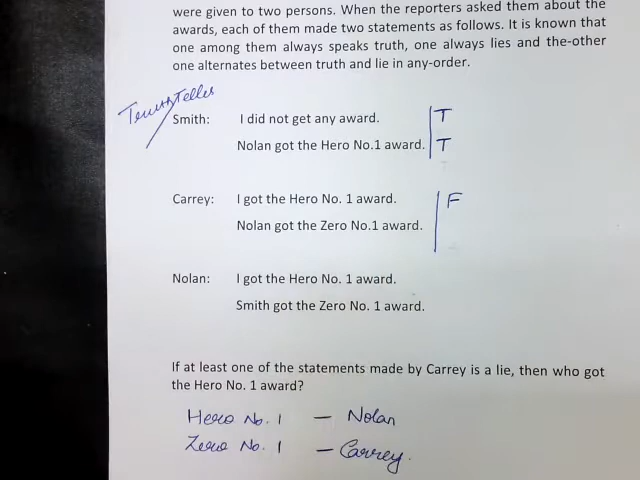 were given to two persons. When the reporters asked them about the
awards, each of them made two statements as follows. It is known that
one among them always speaks truth, one always lies and the-other
one alternates between truth and lie in any-order.
Truth Teller
Smith: I did not get any award. T
Nolan got the Hero No.1 award. T
Carrey: I got the Hero No. 1 award. F
Nolan got the Zero No.1 award.
Nolan: I got the Hero No. 1 award.
Smith got the Zero No. 1 award.
If at least one of the statements made by Carrey is a lie, then who got
the Hero No. 1 award?
Hero No. 1 — Nolan
Zero No. 1 — Carrey.